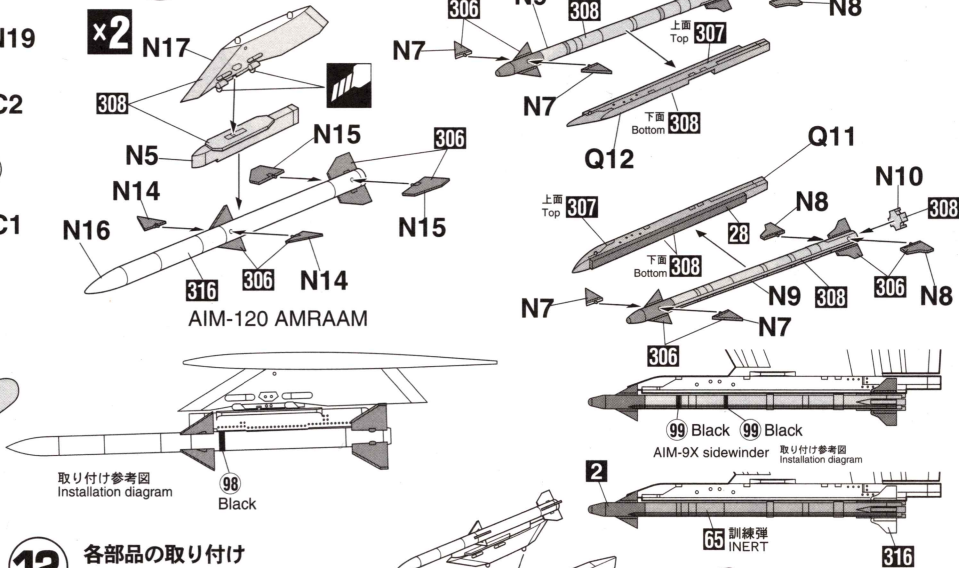 N19
C2
C1
×2
N17
308
N5
N15
306
N14
N15
N16
316
306
N14
AIM-120 AMRAAM
取り付け参考図
Installation diagram
98
Black
各部品の取り付け
306
308
N8
N7
N7
上面
Top 307
下面
Bottom 308
Q12
Q11
上面
Top 307
28
下面
Bottom 308
N8
N10
308
N7
N9
308
306
N8
N7
306
99 Black 99 Black
AIM-9X sidewinder
取り付け参考図
Installation diagram
2
65 訓練弾
INERT
316